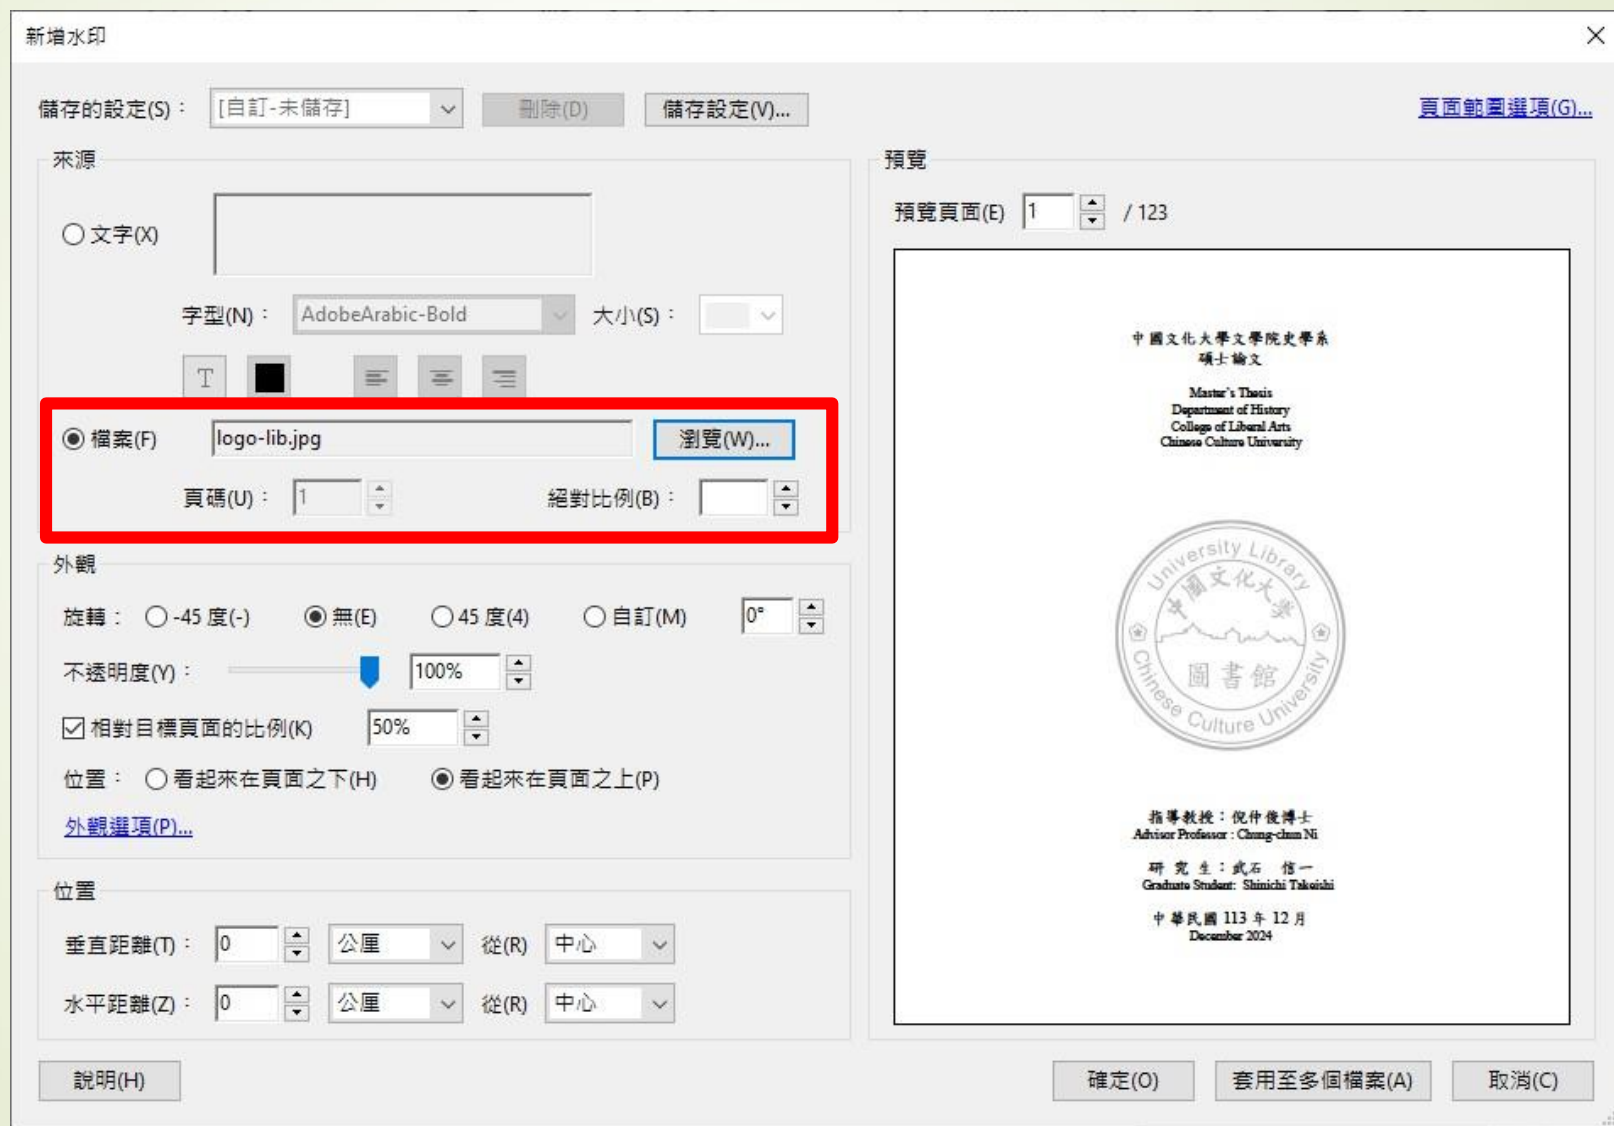 新增水印
儲存的設定(S)： [自訂-未儲存] 刪除(D) 儲存設定(V)... 頁面範圍選項(G)...
來源
文字(X)
字型(N)： AdobeArabic-Bold 大小(S)：
T
檔案(F) logo-lib.jpg 瀏覽(W)...
頁碼(U)： 1 絕對比例(B)：
外觀
旋轉： -45 度(-) 無(E) 45 度(4) 自訂(M) 0°
不透明度(Y)： 100%
相對目標頁面的比例(K) 50%
位置： 看起來在頁面之下(H) 看起來在頁面之上(P)
外觀選項(P)...
位置
垂直距離(T)： 0 公厘 從(R) 中心
水平距離(Z)： 0 公厘 從(R) 中心
預覽
預覽頁面(E) 1 / 123
中國文化大學文學院史學系
碩士論文
Master's Thesis
Department of History
College of Liberal Arts
Chinese Culture University
University Library
中國文化大學
圖書館
Chinese Culture University
指導教授：倪仲俊博士
Advisor Professor : Chung-chun Ni
研 究 生：武石 信一
Graduate Student: Shinichi Takeishi
中華民國 113 年 12 月
December 2024
說明(H) 確定(O) 套用至多個檔案(A) 取消(C)